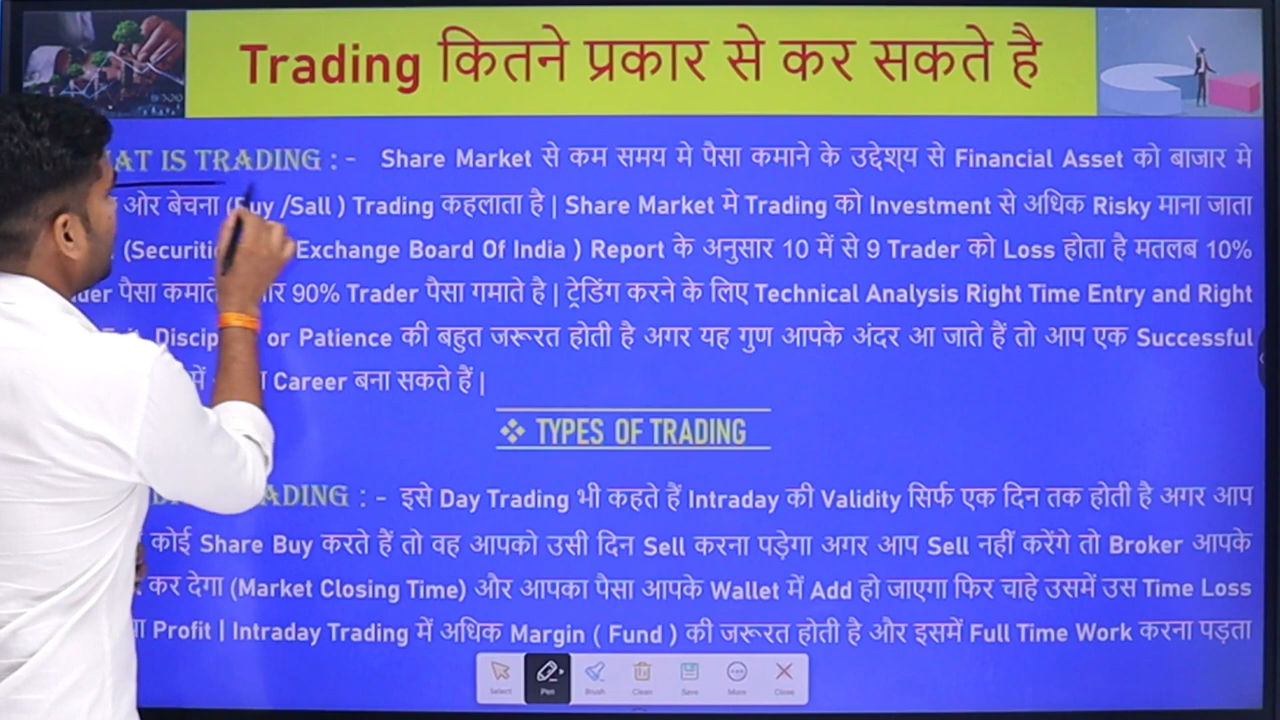 Trading कितने प्रकार से कर सकते है
AT IS TRADING : - Share Market से कम समय मे पैसा कमाने के उद्देश्य से Financial Asset को बाजार मे
ओर बेचना (Buy /Sall ) Trading कहलाता है | Share Market मे Trading को Investment से अधिक Risky माना जाता
Exchange Board Of India ) Report के अनुसार 10 में से 9 Trader को Loss होता है मतलब 10%
पैसा कमाते 90% Trader पैसा गमाते है | ट्रेडिंग करने के लिए Technical Analysis Right Time Entry and Right
or Patience की बहुत जरूरत होती है अगर यह गुण आपके अंदर आ जाते हैं तो आप एक Successful
में Career बना सकते हैं |
❖ TYPES OF TRADING
ADING : - इसे Day Trading भी कहते हैं Intraday की Validity सिर्फ एक दिन तक होती है अगर आप
कोई Share Buy करते हैं तो वह आपको उसी दिन Sell करना पड़ेगा अगर आप Sell नहीं करेंगे तो Broker आपके
कर देगा (Market Closing Time) और आपका पैसा आपके Wallet में Add हो जाएगा फिर चाहे उसमें उस Time Loss
Profit | Intraday Trading में अधिक Margin ( Fund ) की जरूरत होती है और इसमें Full Time Work करना पड़ता
Select Pen Brush Clean Save More Close